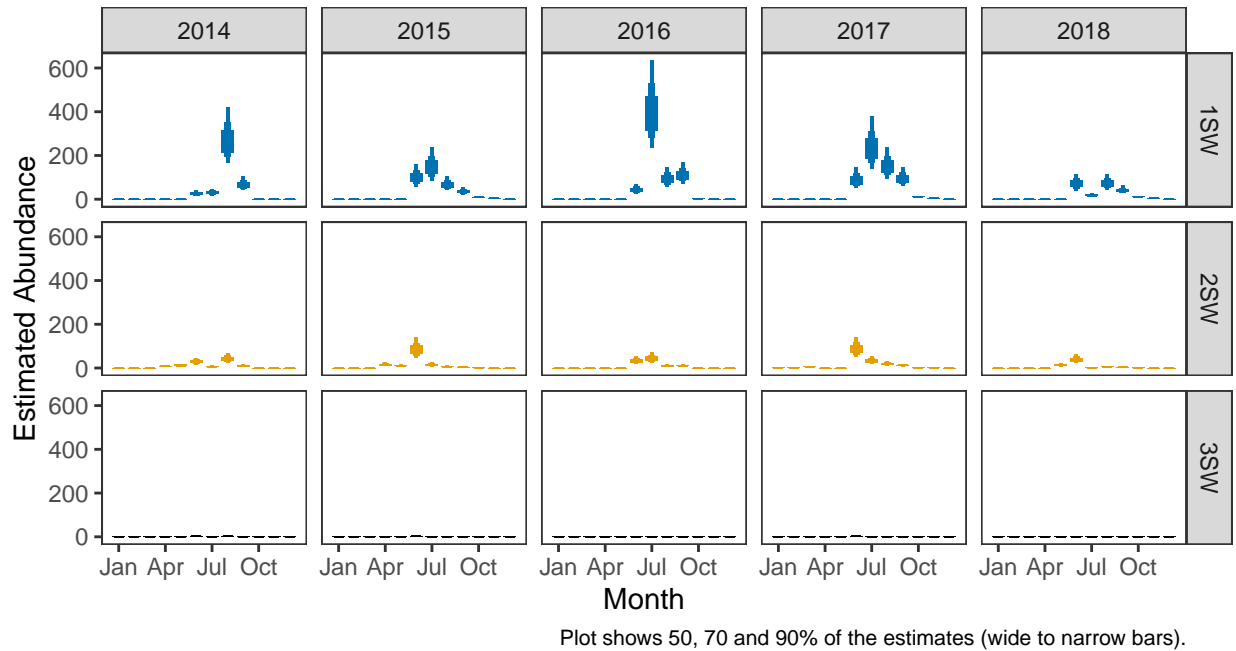 2014 2015 2016 2017 2018
600
400
200
0
1SW
600
400
200
0
2SW
600
400
200
0
3SW
Estimated Abundance
Jan Apr Jul Oct Jan Apr Jul Oct Jan Apr Jul Oct Jan Apr Jul Oct Jan Apr Jul Oct
Month
Plot shows 50, 70 and 90% of the estimates (wide to narrow bars).